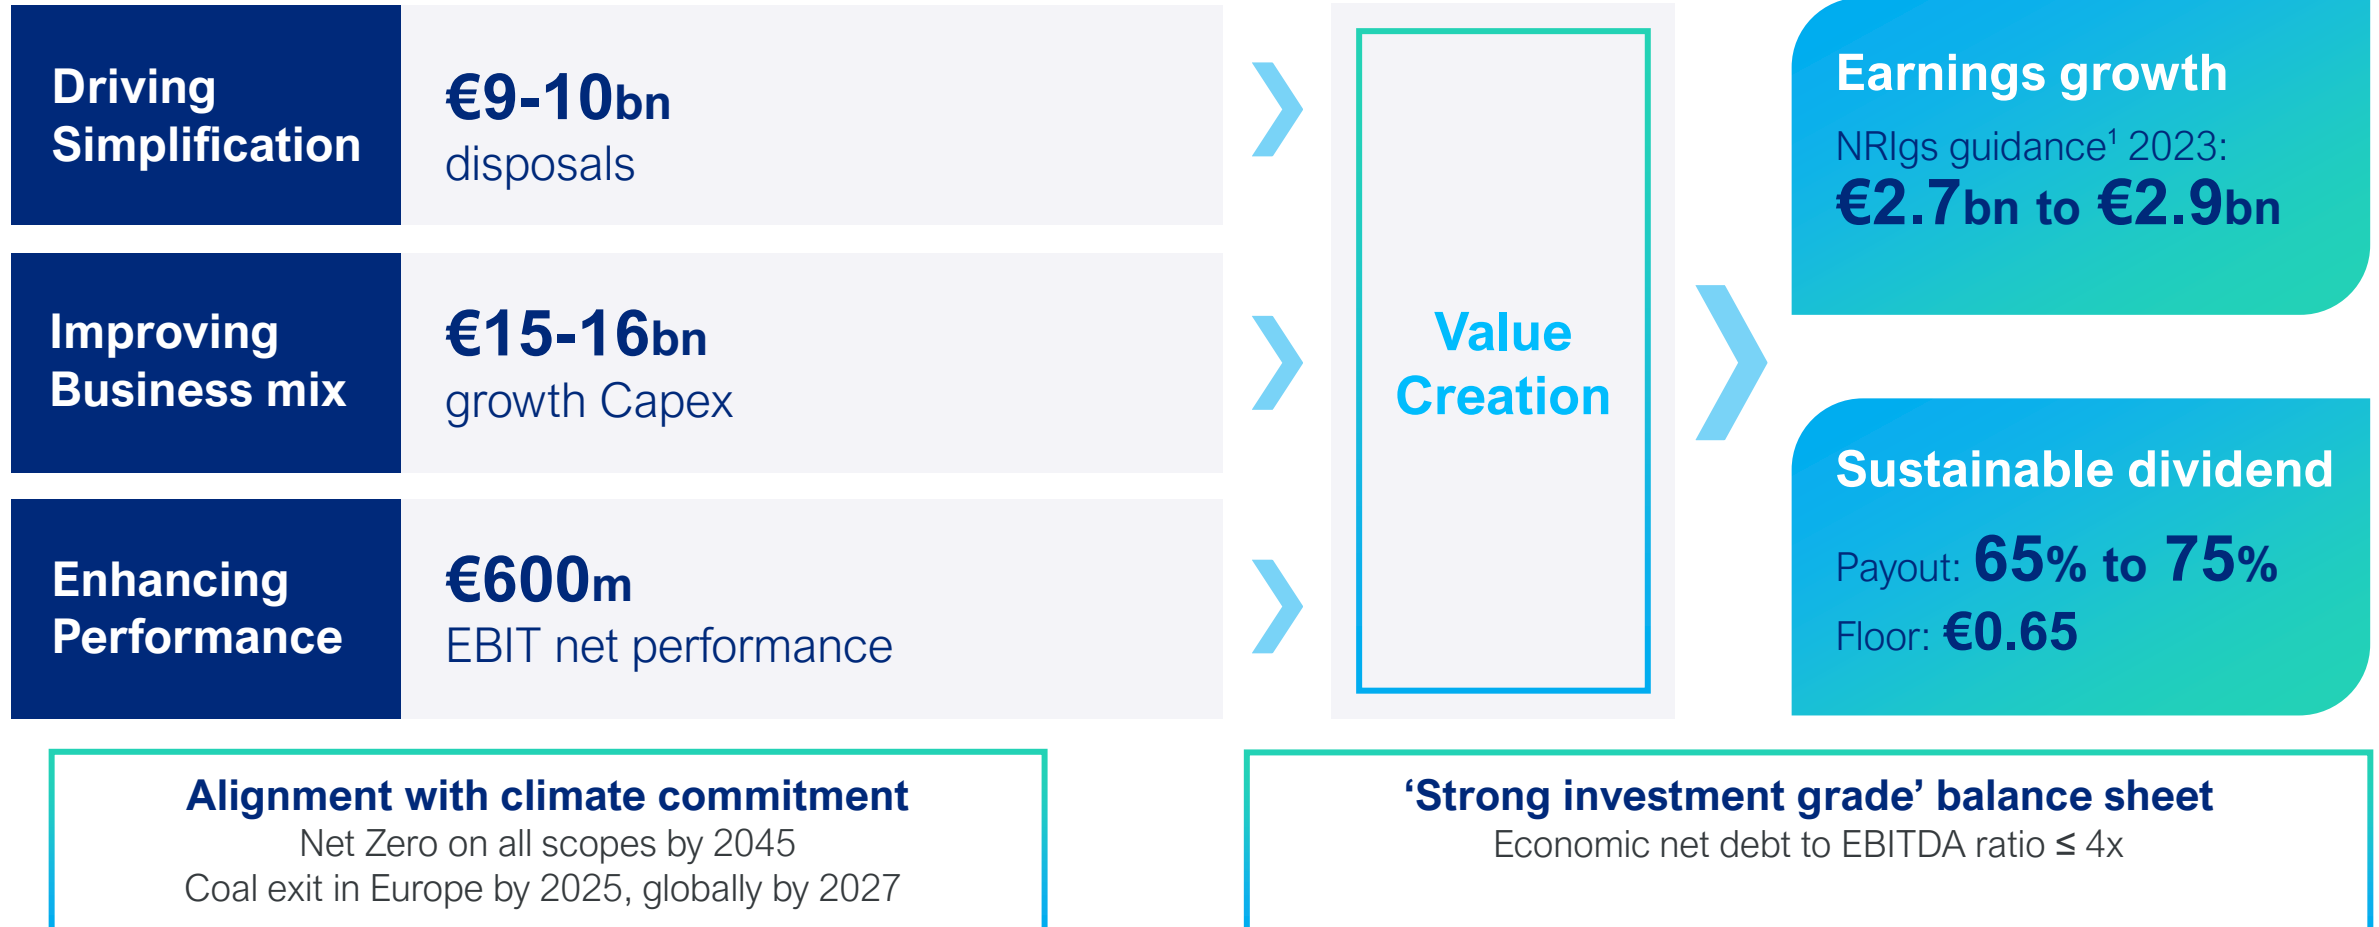 Driving
Simplification
€9-10bn
disposals
Improving
Business mix
€15-16bn
growth Capex
Enhancing
Performance
€600m
EBIT net performance
Value
Creation
Earnings growth
NRIgs guidance¹ 2023:
€2.7bn to €2.9bn
Sustainable dividend
Payout: 65% to 75%
Floor: €0.65
Alignment with climate commitment
Net Zero on all scopes by 2045
Coal exit in Europe by 2025, globally by 2027
‘Strong investment grade’ balance sheet
Economic net debt to EBITDA ratio ≤ 4x